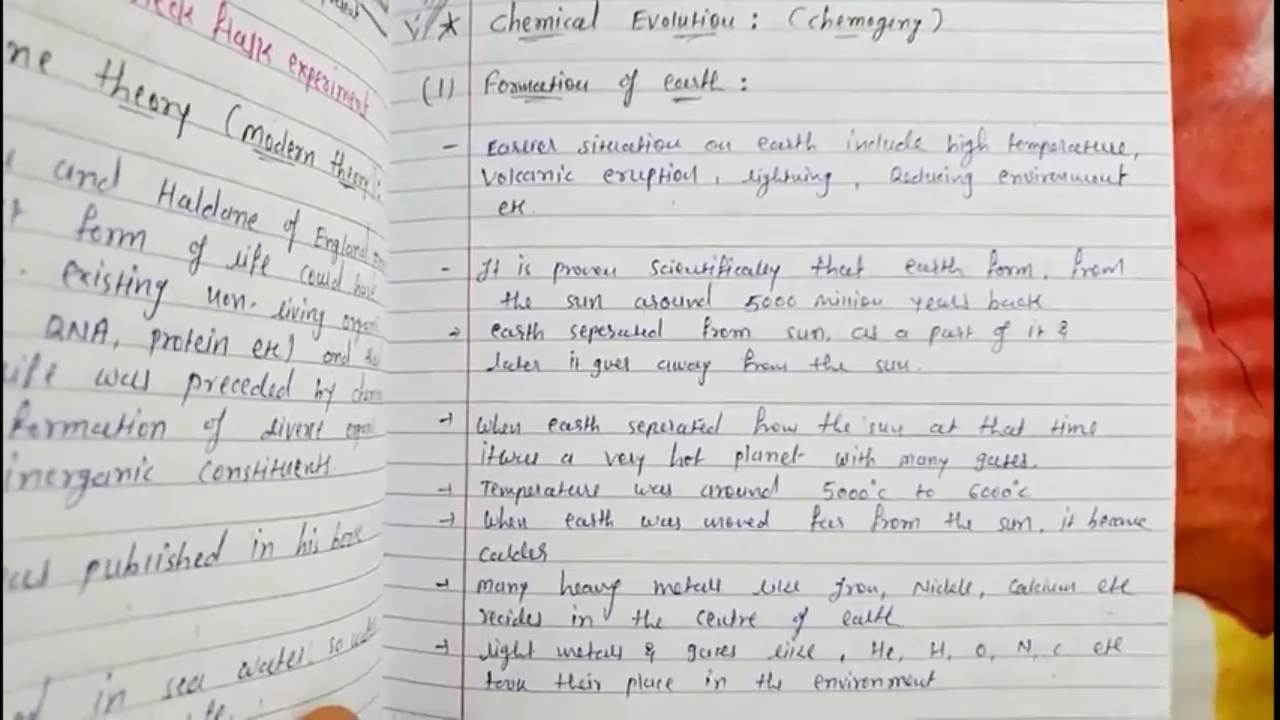 flask experiment
theory (modern theory:
and Haldane of England
form of life could have
existing non-living
RNA, protein etc) and
life was preceded by
formation of diverse
inorganic constituents
published in his book
in sea water, so
V/★ Chemical Evolution : (chemogeny)
(1) Formation of earth :
- Earlier situation on earth include high temperature,
volcanic eruption, lightning, Reducing environment
etc.
- It is proven scientifically that earth form. from
the sun around 5000 million years back
→ earth seperated from sun, as a part of it &
later it goes away from the sun.
→ When earth seperated from the sun at that time
it was a very hot planet with many gases.
→ Temperature was around 5000°c to 6000°c
→ When earth was moved far from the sun, it become
colder
→ many heavy metals like Iron, Nickle, Calcium etc
recides in the centre of earth
→ light metals & gases like, He, H, O, N, C etc
took their place in the environment